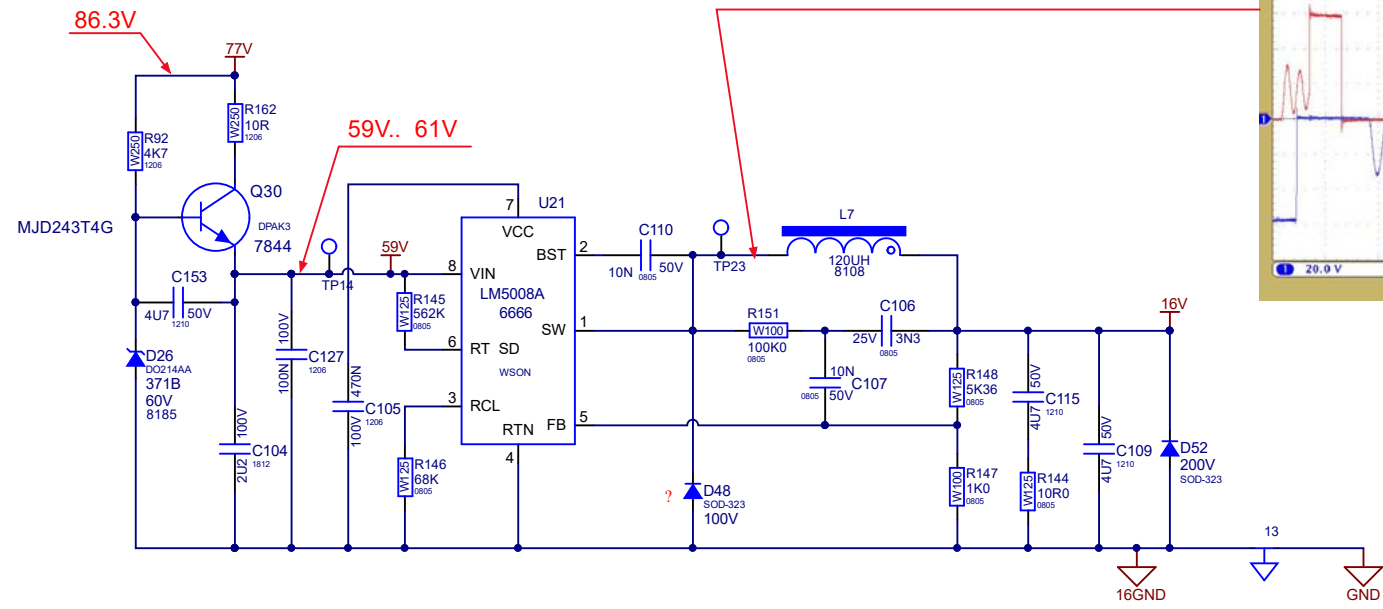 86.3V
77V
R162
10R
1206
W250
R92
4K7
1206
W250
59V.. 61V
Q30
MJD243T4G
DPAK3
7844
TP14
59V
C153
4U7
50V
1210
D26
DO214AA
371B
60V
8185
100V
C104
1812
2U2
100V
C127
1206
100N
470N
C105
1206
100V
R145
562K
0805
W125
R146
68K
0805
W125
U21
7
VCC
8
VIN
BST
2
LM5008A
6666
SW
1
6
RT SD
WSON
3
RCL
FB
5
RTN
4
C110
10N
50V
0805
TP23
L7
120UH
8108
R151
W100
100K0
0805
C106
25V
3N3
0805
10N
C107
0805
50V
R148
5K36
0805
W125
R147
1K0
0805
W100
50V
C115
1210
4U7
R144
10R0
0805
W125
50V
C109
1210
4U7
16V
D52
200V
SOD-323
?
D48
SOD-323
100V
13
16GND
GND
1
1
20.0 V